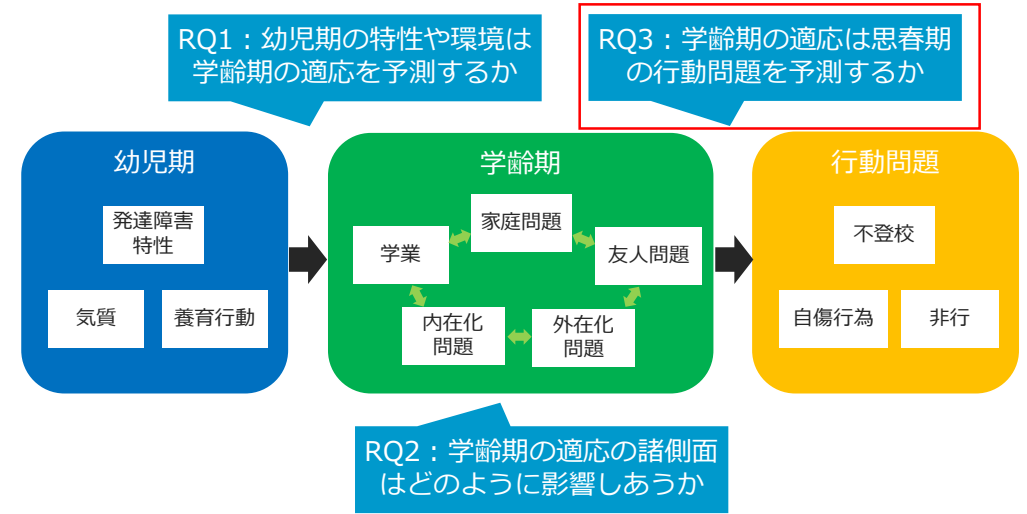 RQ1：幼児期の特性や環境は
学齢期の適応を予測するか
RQ3：学齢期の適応は思春期
の行動問題を予測するか
幼児期
発達障害
特性
気質
養育行動
学齢期
家庭問題
学業
友人問題
内在化
問題
外在化
問題
行動問題
不登校
自傷行為
非行
RQ2：学齢期の適応の諸側面
はどのように影響しあうか